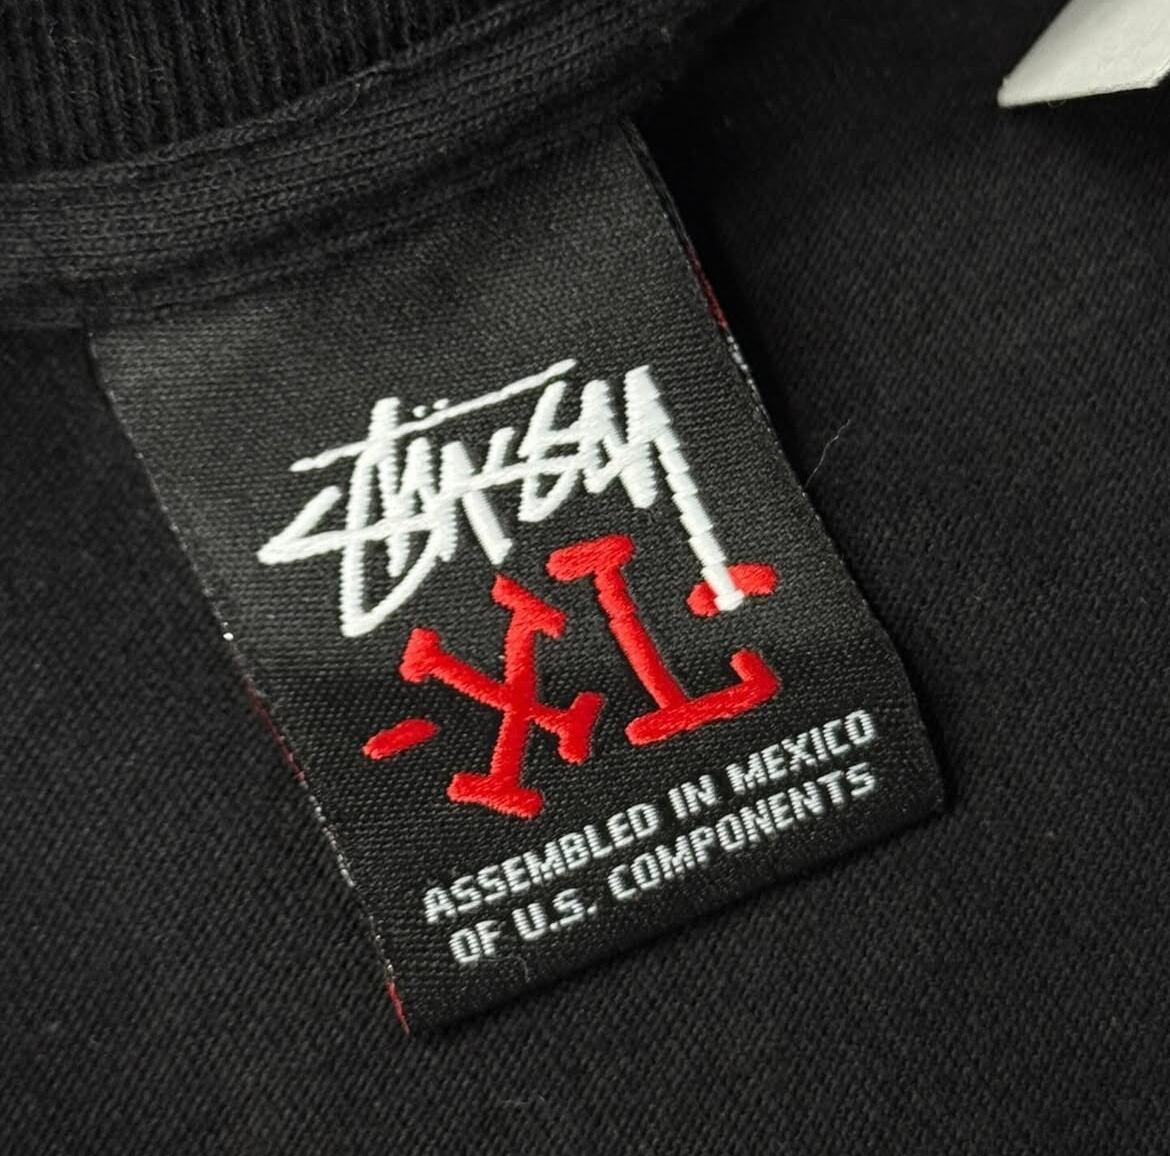 Stüssy
-XL-
ASSEMBLED IN MEXICO
OF U.S. COMPONENTS